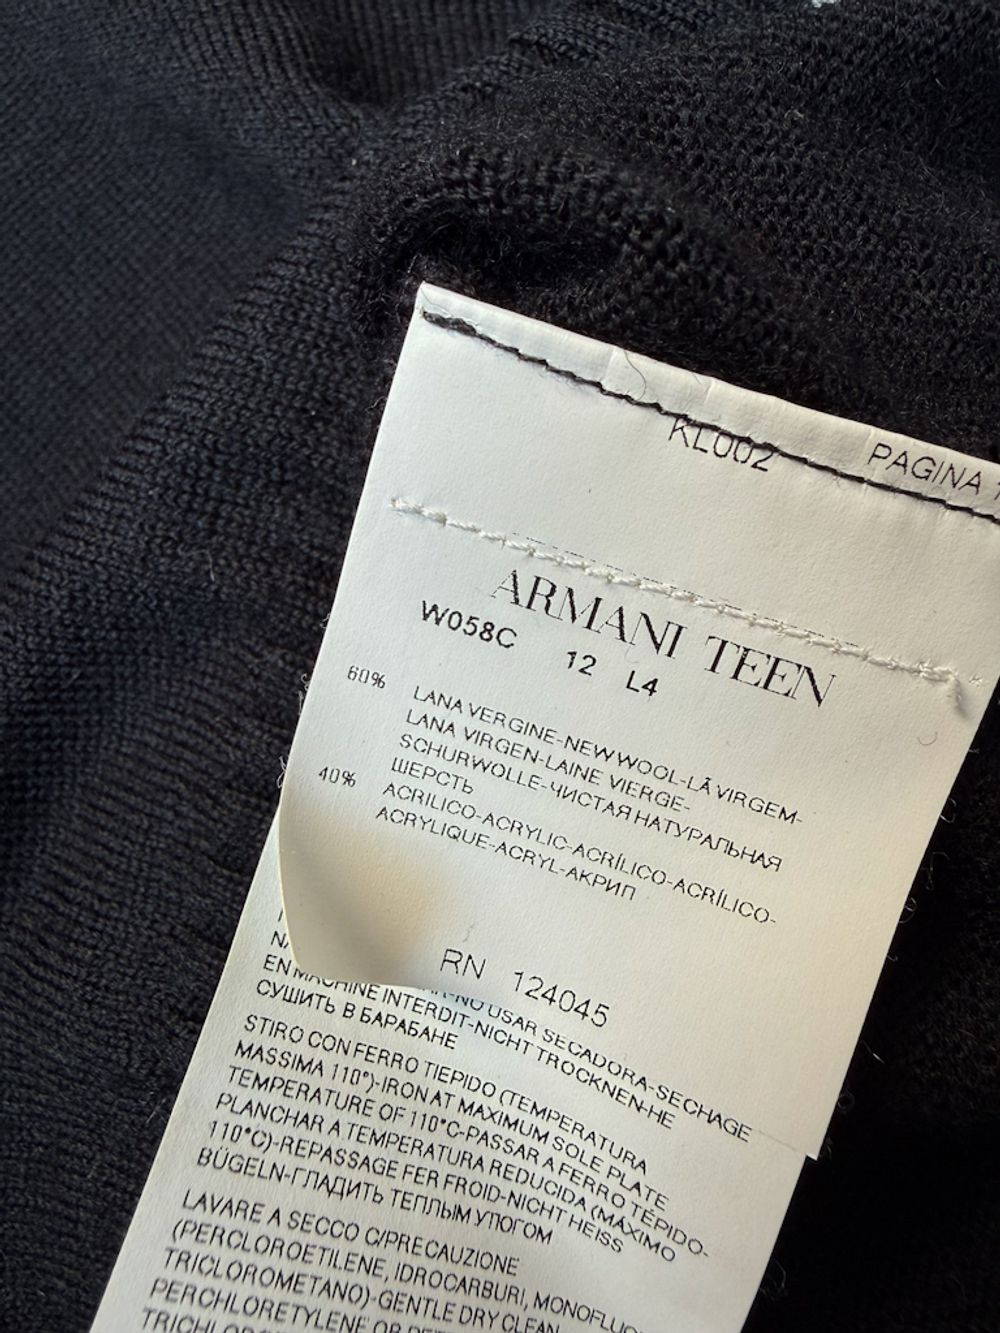 KL002 PAGINA
ARMANI TEEN
W058C 12 L4
60% LANA VERGINE-NEW WOOL-LÃ VIRGEM-
LANA VIRGEN-LAINE VIERGE-
SCHURWOLLE-ЧИСТАЯ НАТУРАЛЬНАЯ
ШЕРСТЬ
40% ACRILICO-ACRYLIC-ACRÍLICO-ACRÍLICO-
ACRYLIQUE-ACRYL-АКРИЛ
RN 124045
NO USAR SECADORA-SECHAGE
EN MACHINE INTERDIT-NICHT TROCKNEN-НЕ
СУШИТЬ В БАРАБАНЕ
STIRO CON FERRO TIEPIDO (TEMPERATURA
MASSIMA 110°)-IRON AT MAXIMUM SOLE PLATE
TEMPERATURE OF 110°C-PASSAR A FERRO TÉPIDO-
PLANCHAR A TEMPERATURA REDUCIDA (MÁXIMO
110°C)-REPASSAGE FER FROID-NICHT HEISS
BÜGELN-ГЛАДИТЬ ТЕПЛЫМ УТЮГОМ
LAVARE A SECCO C/PRECAUZIONE
(PERCLOROETILENE, IDROCARBURI, MONOFLUO
TRICLOROMETANO)-GENTLE DRY CLEAN
PERCHLORETYLENE OR